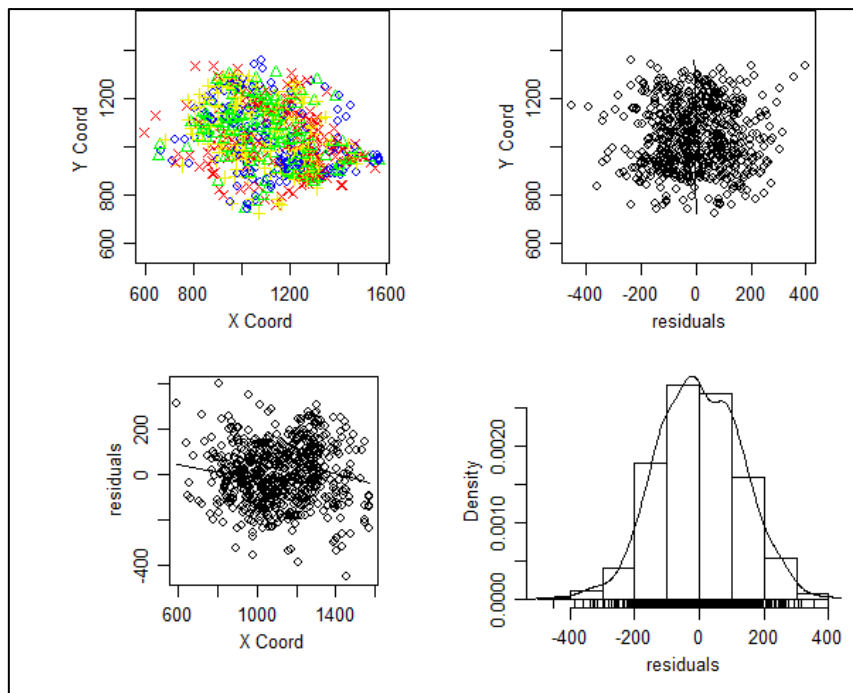 Y Coord
600 800 1200
600 800 1200 1600
X Coord
Y Coord
600 800 1200
-400 -200 0 200 400
residuals
residuals
-400 0 200
600 1000 1400
X Coord
Density
0.0000 0.0010 0.0020
-400 -200 0 200 400
residuals